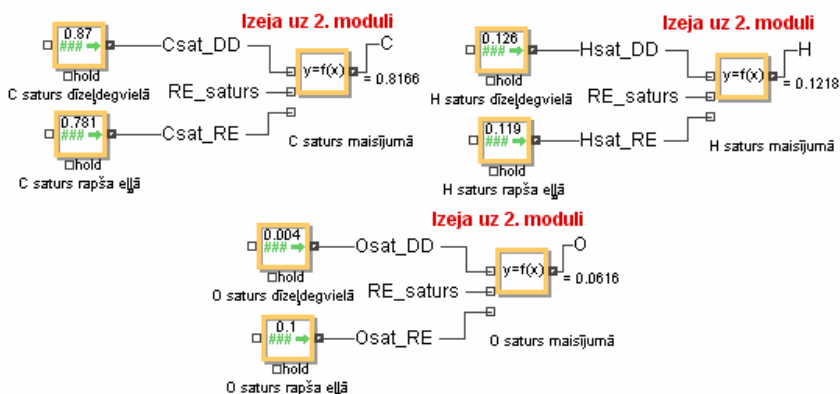 Izeja uz 2. moduli
0.87
###
hold
C saturs dīzeļdegvielā
Csat_DD
RE_saturs
0.781
###
hold
C saturs rapša eļļā
Csat_RE
y=f(x)
C
= 0.8166
C saturs maisījumā
Izeja uz 2. moduli
0.126
###
hold
H saturs dīzeļdegvielā
Hsat_DD
RE_saturs
0.119
###
hold
H saturs rapša eļļā
Hsat_RE
y=f(x)
H
= 0.1218
H saturs maisījumā
Izeja uz 2. moduli
0.004
###
hold
O saturs dīzeļdegvielā
Osat_DD
RE_saturs
0.1
###
hold
O saturs rapša eļļā
Osat_RE
y=f(x)
O
= 0.0616
O saturs maisījumā